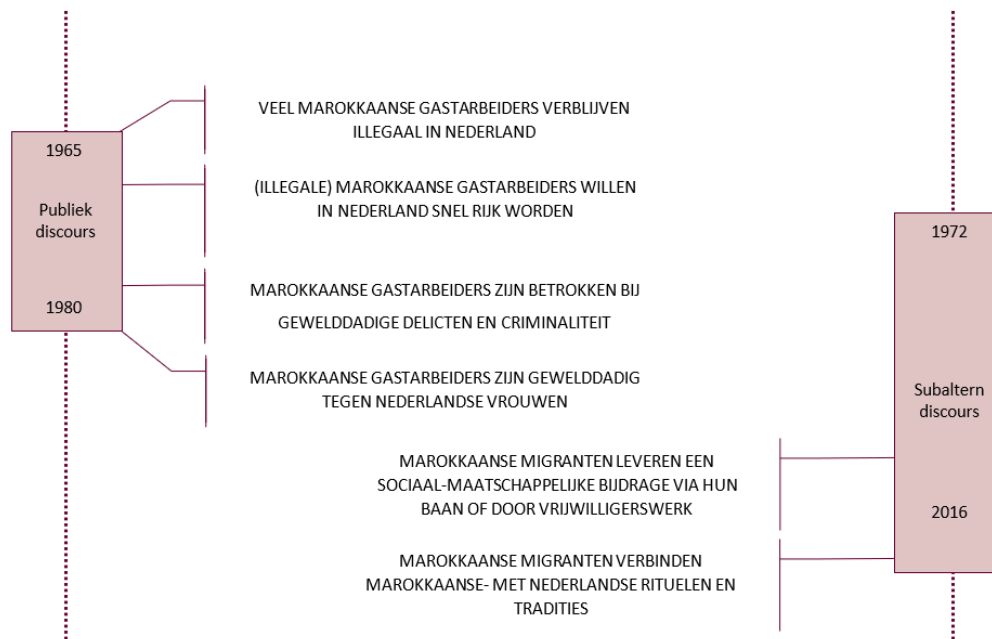 VEEL MAROKKAANSE GASTARBEIDERS VERBLIJVEN
ILLEGAAL IN NEDERLAND
1965
(ILLEGALE) MAROKKAANSE GASTARBEIDERS WILLEN
IN NEDERLAND SNEL RIJK WORDEN
Publiek
discours
1980
MAROKKAANSE GASTARBEIDERS ZIJN BETROKKEN BIJ
GEWELDDADIGE DELICTEN EN CRIMINALITEIT
MAROKKAANSE GASTARBEIDERS ZIJN GEWELDDADIG
TEGEN NEDERLANDSE VROUWEN
1972
Subaltern
discours
2016
MAROKKAANSE MIGRANTEN LEVEREN EEN
SOCIAAL-MAATSCHAPPELIJKE BIJDRAGE VIA HUN
BAAN OF DOOR VRIJWILLIGERSWERK
MAROKKAANSE MIGRANTEN VERBINDEN
MAROKKAANSE- MET NEDERLANDSE RITUELEN EN
TRADITIES